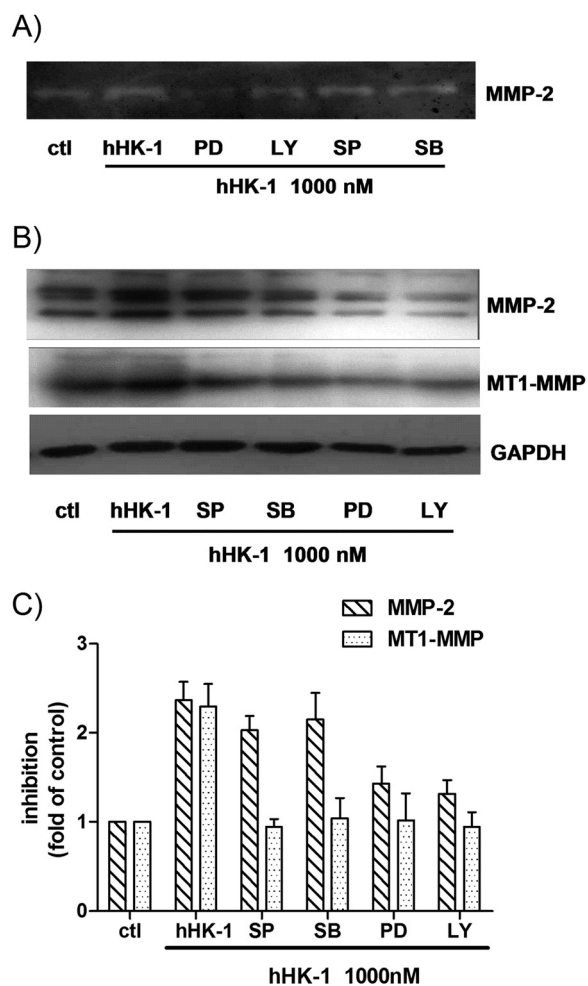 A)
MMP-2
ctl hHK-1 PD LY SP SB
hHK-1 1000 nM
B)
MMP-2
MT1-MMP
GAPDH
ctl hHK-1 SP SB PD LY
hHK-1 1000 nM
C)
MMP-2
MT1-MMP
inhibition
(fold of control)
3
2
1
0
ctl hHK-1 SP SB PD LY
hHK-1 1000nM